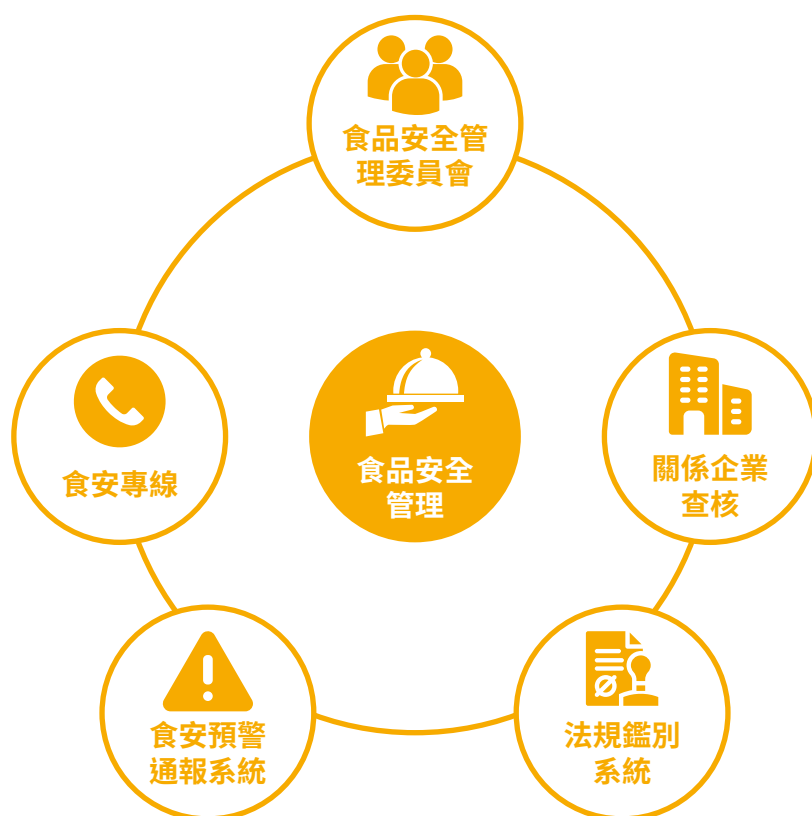 食品安全管
理委員會
食安專線
食品安全
管理
關係企業
查核
食安預警
通報系統
法規鑑別
系統